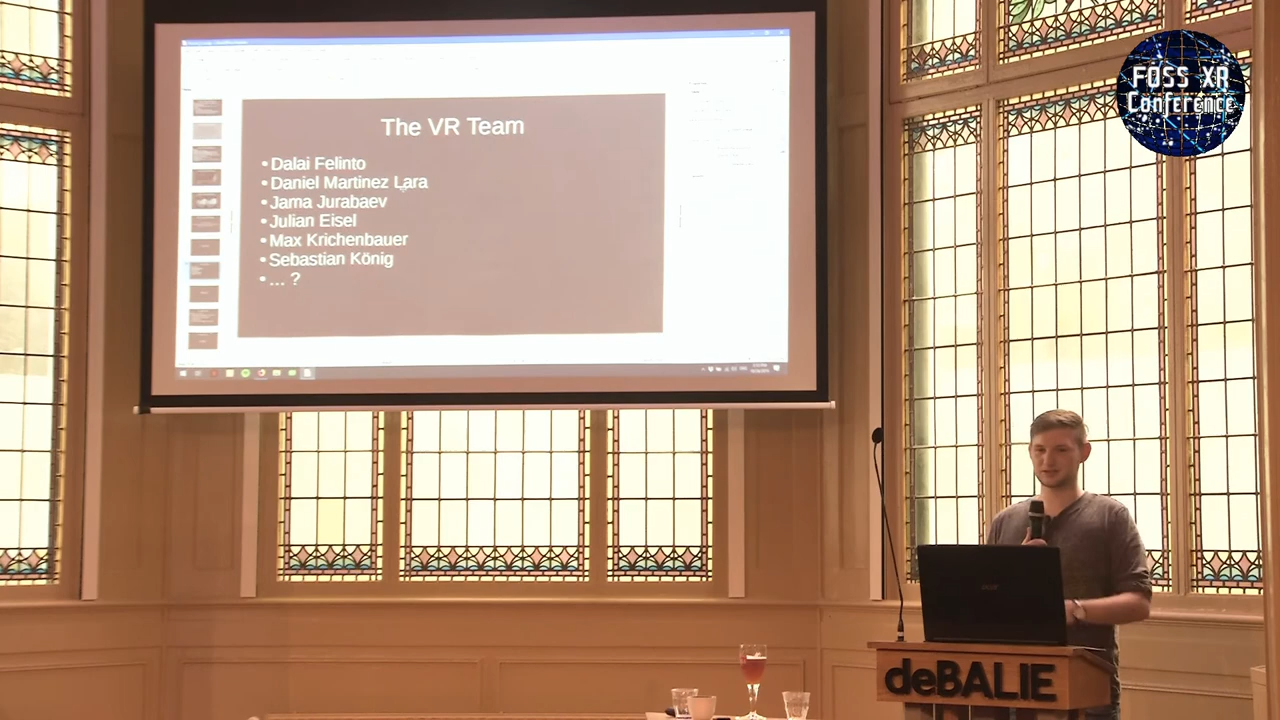 FOSS XR
Conference
The VR Team
• Dalai Felinto
• Daniel Martinez Lara
• Jama Jurabaev
• Julian Eisel
• Max Krichenbauer
• Sebastian König
• ... ?
acer
deBALIE